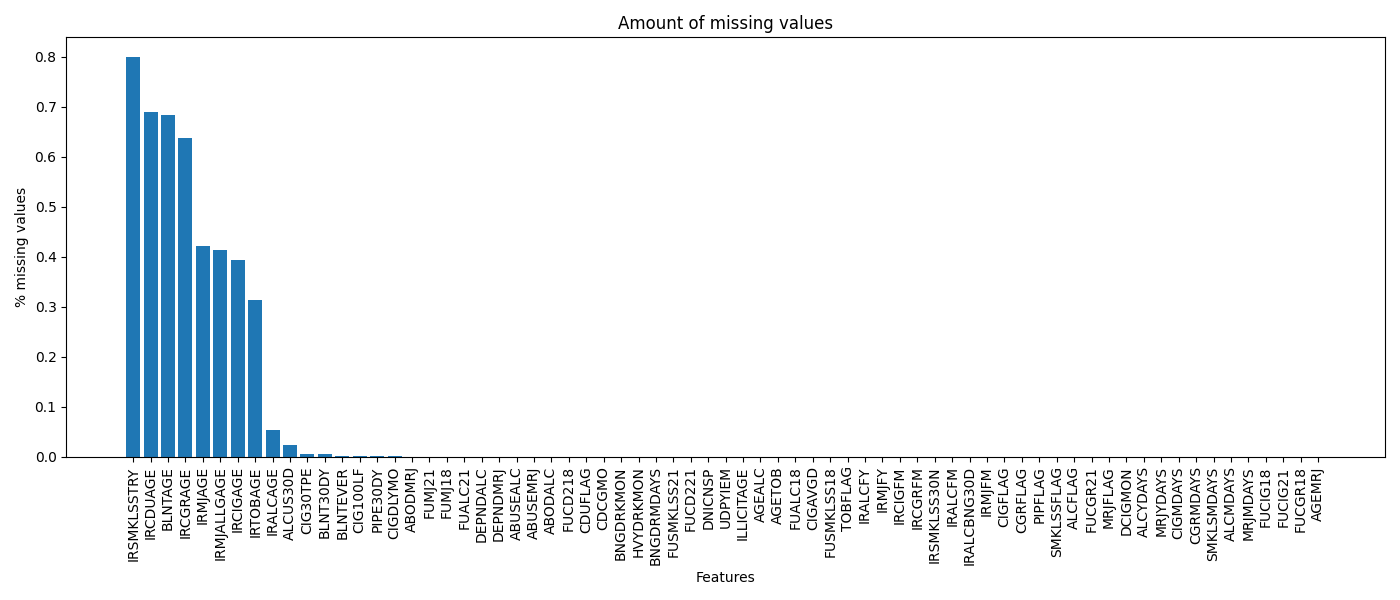 Amount of missing values
% missing values
0.8
0.7
0.6
0.5
0.4
0.3
0.2
0.1
0.0
IRSMKLSSTRY
IRCDUAGE
BLNTAGE
IRCGRAGE
IRMJAGE
IRMJALLGAGE
IRCIGAGE
IRTOBAGE
IRALCAGE
ALCUS30D
CIG30TPE
BLNT30DY
BLNTEVER
CIG100LF
PIPE30DY
CIGDLYMO
ABODMRJ
FUMJ21
FUMJ18
FUALC21
DEPNDALC
DEPNDMRJ
ABUSEALC
ABUSEMRJ
ABODALC
FUCD218
CDUFLAG
CDCGMO
BNGDRKMON
HVYDRKMON
BNGDRMDAYS
FUSMKLSS21
FUCD221
DNICNSP
UDPYIEM
ILLICITAGE
AGEALC
AGETOB
FUALC18
CIGAVGD
FUSMKLSS18
TOBFLAG
IRALCFY
IRMJFY
IRCIGFM
IRCGRFM
IRSMKLSS30N
IRALCFM
IRALCBNG30D
IRMJFM
CIGFLAG
CGRFLAG
PIPFLAG
SMKLSSFLAG
ALCFLAG
FUCGR21
MRJFLAG
DCIGMON
ALCYDAYS
MRJYDAYS
CIGMDAYS
CGRMDAYS
SMKLSMDAYS
ALCMDAYS
MRJMDAYS
FUCIG18
FUCIG21
FUCGR18
AGEMRJ
Features